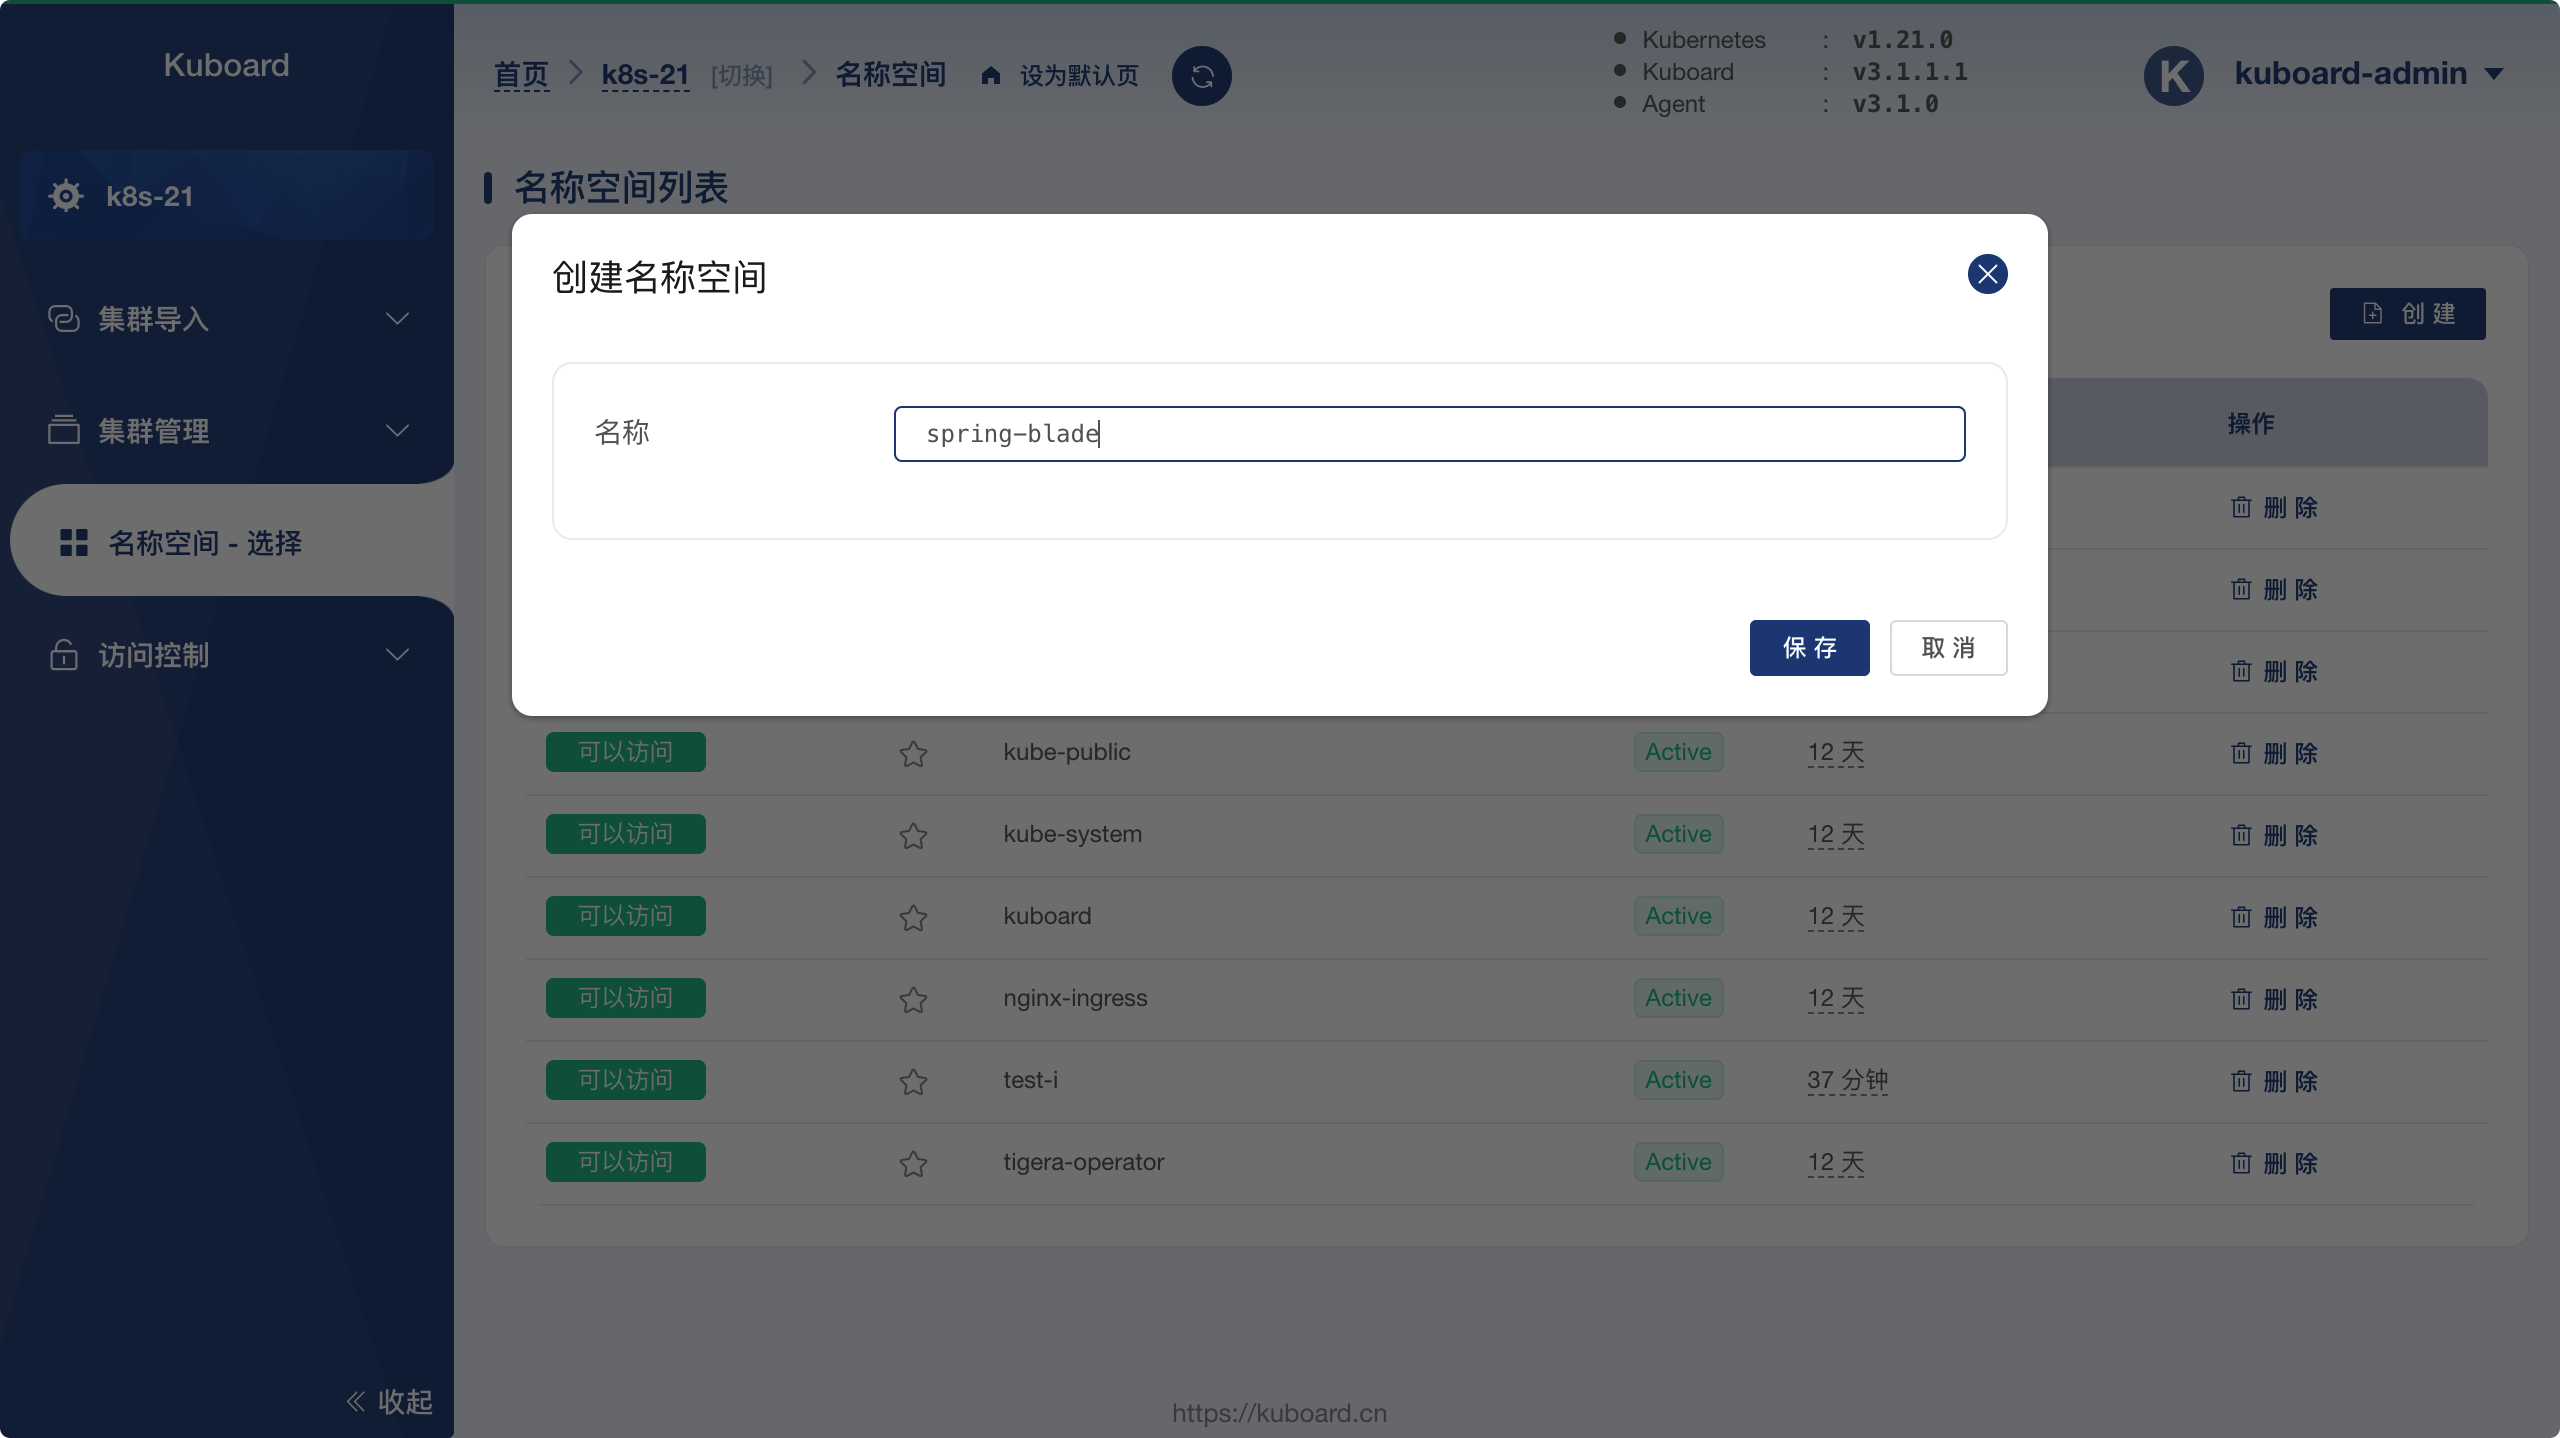 Kuboard
k8s-21
集群导入
集群管理
名称空间 - 选择
访问控制
收起
首页 k8s-21 [切换] 名称空间 设为默认页
Kubernetes : v1.21.0
Kuboard : v3.1.1.1
Agent : v3.1.0
K kuboard-admin
名称空间列表
创 建
创建名称空间
名称 spring-blade
保 存 取 消
操作
删 除
删 除
删 除
可以访问 kube-public Active 12 天 删 除
可以访问 kube-system Active 12 天 删 除
可以访问 kuboard Active 12 天 删 除
可以访问 nginx-ingress Active 12 天 删 除
可以访问 test-i Active 37 分钟 删 除
可以访问 tigera-operator Active 12 天 删 除
https://kuboard.cn